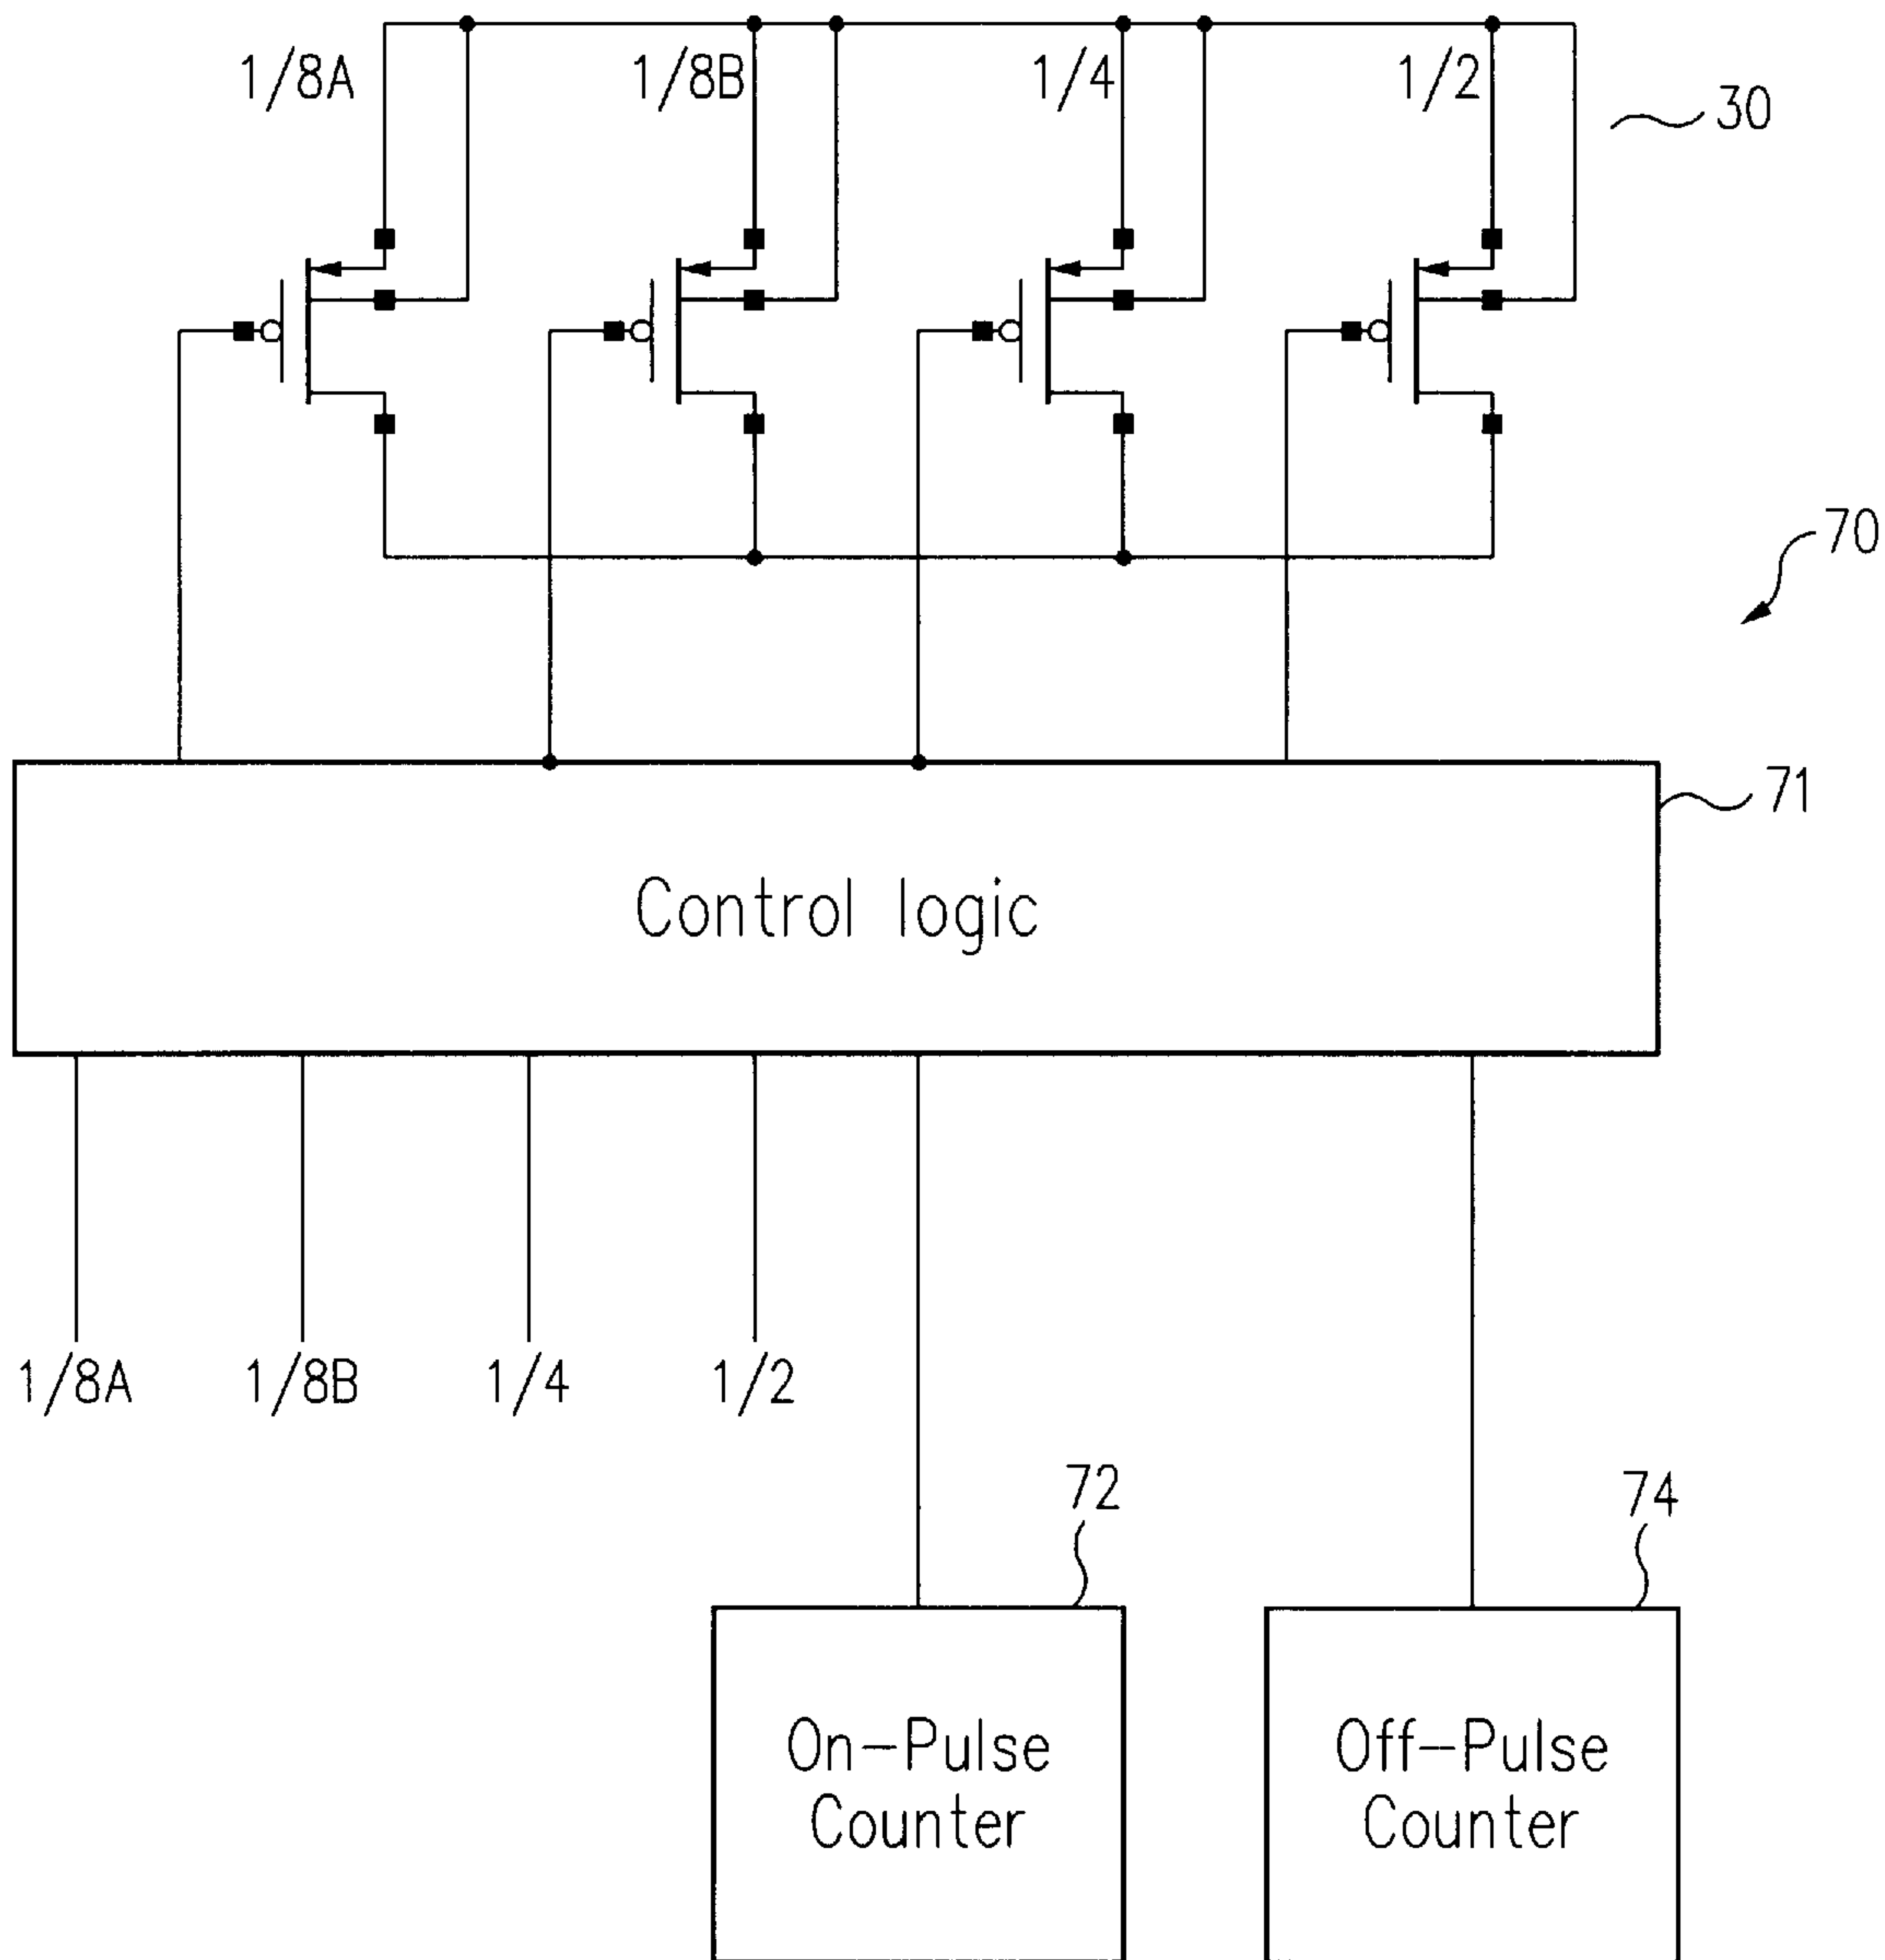 1/8A 1/8B 1/4 1/2
30
70
71
Control logic
1/8A 1/8B 1/4 1/2
72
74
On-Pulse
Counter
Off-Pulse
Counter